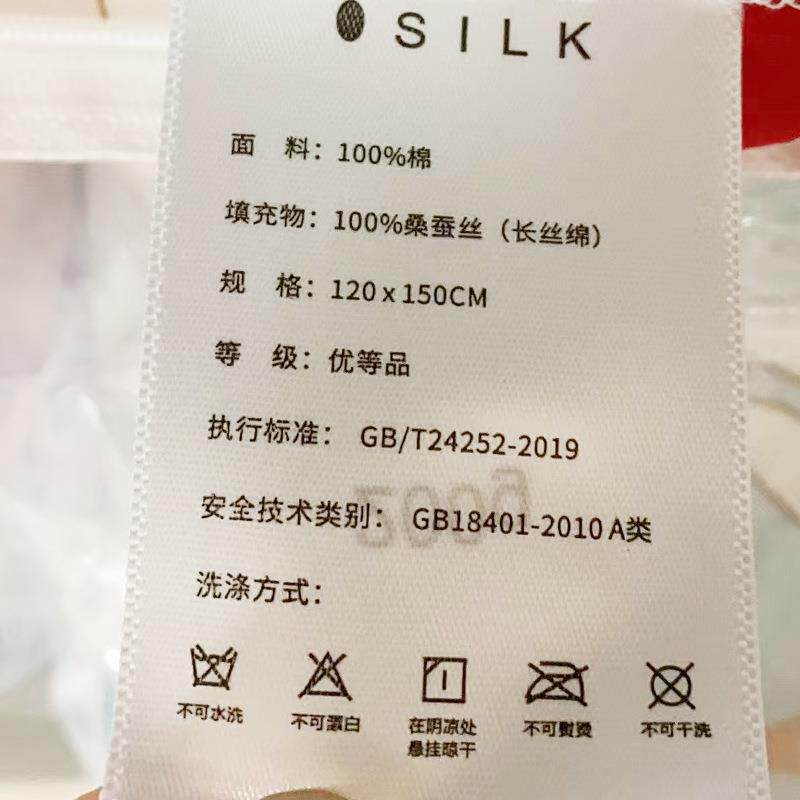 SILK
面 料：100%棉
填充物：100%桑蚕丝（长丝绵）
规 格：120x150CM
等 级：优等品
执行标准： GB/T24252-2019
安全技术类别： GB18401-2010 A类
洗涤方式：
不可水洗 不可漂白 在阴凉处悬挂晾干 不可熨烫 不可干洗